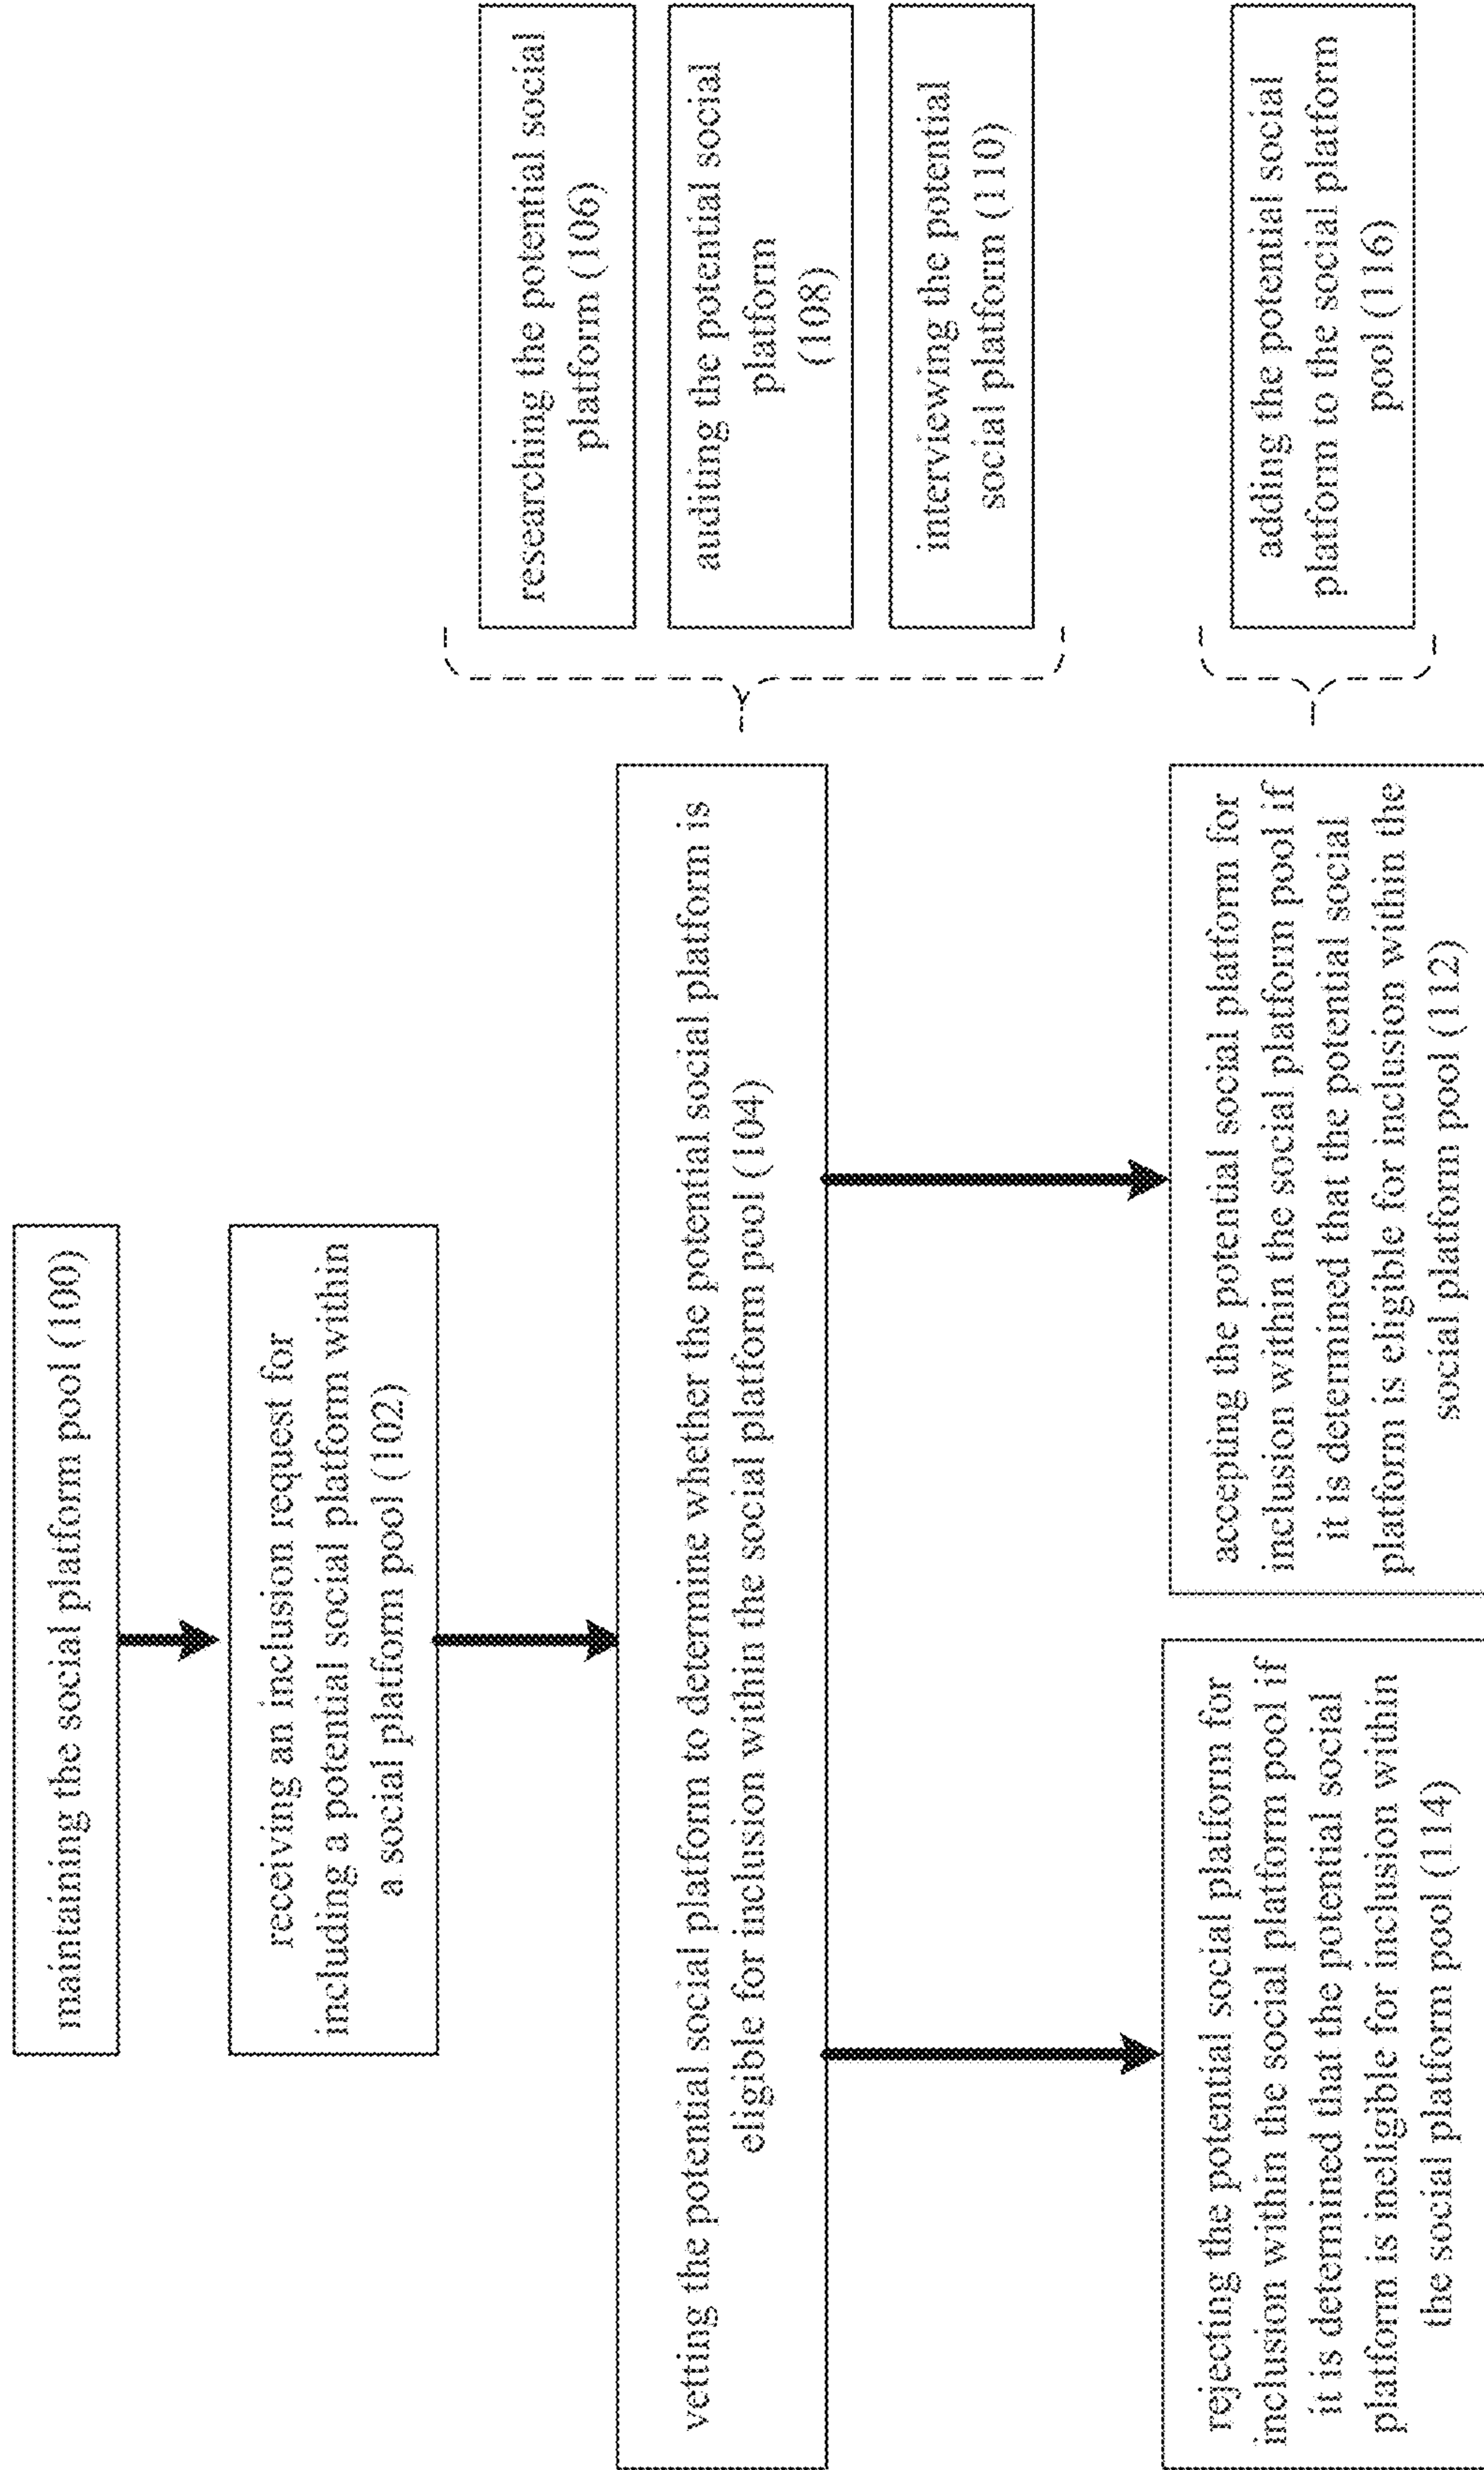 maintaining the social platform pool (100)
receiving an inclusion request for
including a potential social platform within
a social platform pool (102)
vetting the potential social platform to determine whether the potential social platform is
eligible for inclusion within the social platform pool (104)
researching the potential social
platform (106)
auditing the potential social
platform
(108)
interviewing the potential
social platform (110)
rejecting the potential social platform for
inclusion within the social platform pool if
it is determined that the potential social
platform is ineligible for inclusion within
the social platform pool (114)
accepting the potential social platform for
inclusion within the social platform pool if
it is determined that the potential social
platform is eligible for inclusion within the
social platform pool (112)
adding the potential social
platform to the social platform
pool (116)